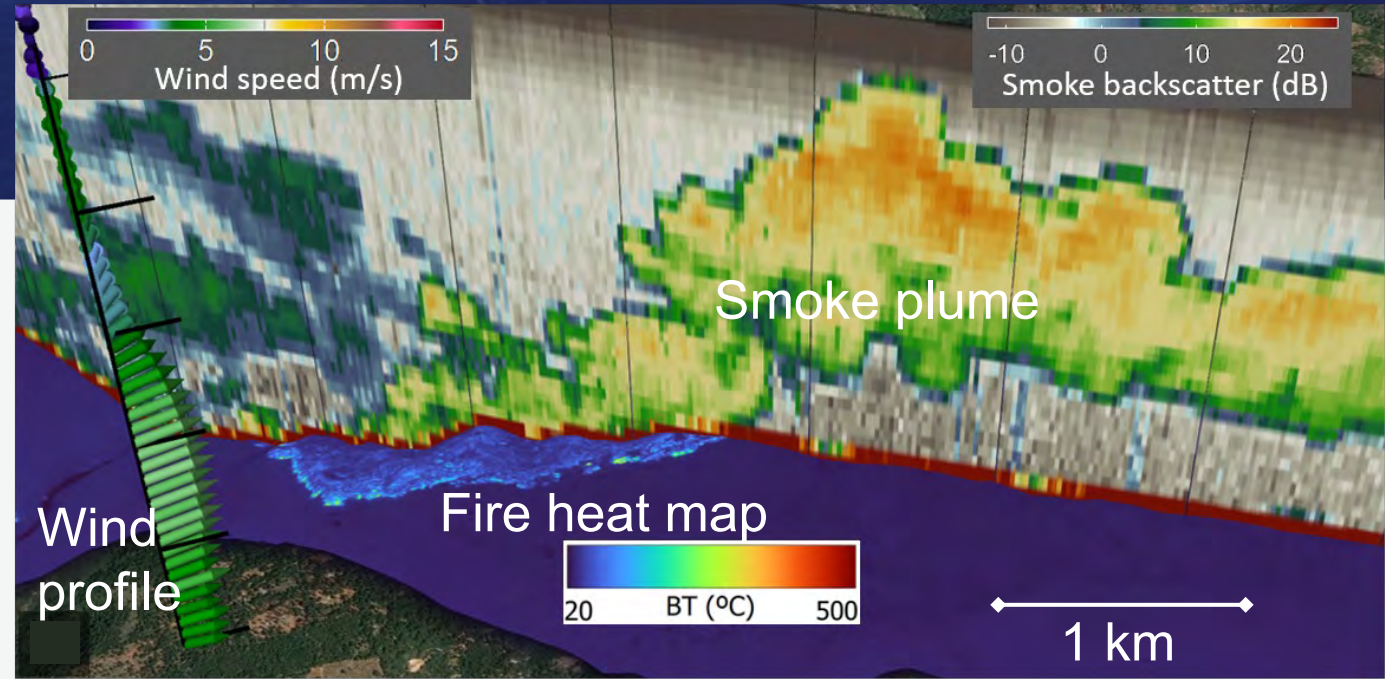 0 5 10 15
Wind speed (m/s)
-10 0 10 20
Smoke backscatter (dB)
Smoke plume
Fire heat map
Wind
profile
20 BT (ºC) 500
1 km